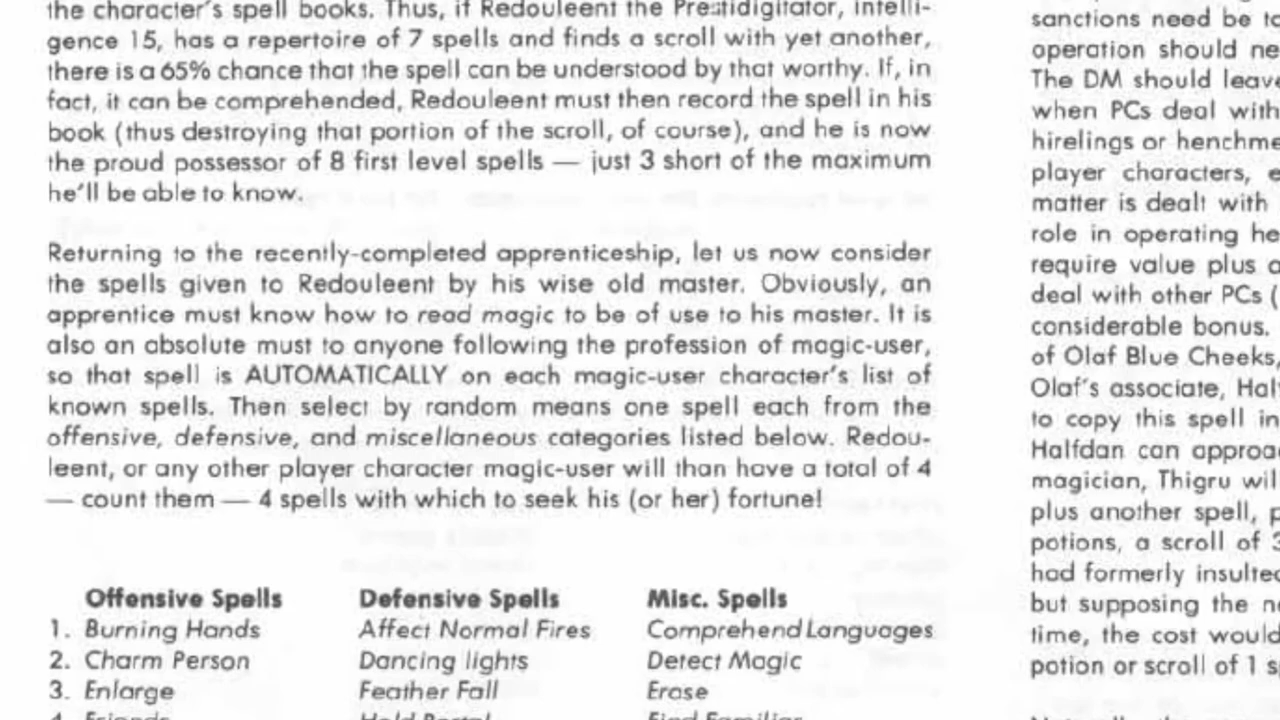 the character's spell books. Thus, if Redouleent the Prestidigitator, intelli-
gence 15, has a repertoire of 7 spells and finds a scroll with yet another,
there is a 65% chance that the spell can be understood by that worthy. If, in
fact, it can be comprehended, Redouleent must then record the spell in his
book (thus destroying that portion of the scroll, of course), and he is now
the proud possessor of 8 first level spells — just 3 short of the maximum
he'll be able to know.
Returning to the recently-completed apprenticeship, let us now consider
the spells given to Redouleent by his wise old master. Obviously, an
apprentice must know how to read magic to be of use to his master. It is
also an absolute must to anyone following the profession of magic-user,
so that spell is AUTOMATICALLY on each magic-user character's list of
known spells. Then select by random means one spell each from the
offensive, defensive, and miscellaneous categories listed below. Redou-
leent, or any other player character magic-user will than have a total of 4
— count them — 4 spells with which to seek his (or her) fortune!
Offensive Spells Defensive Spells Misc. Spells
1. Burning Hands Affect Normal Fires Comprehend Languages
2. Charm Person Dancing lights Detect Magic
3. Enlarge Feather Fall Erase
4. Friends Hold Portal Find Familiar
sanctions need be
operation should
The DM should leave
when PCs deal with
hirelings or
player characters,
matter is dealt with
role in operating
require value plus
deal with other PCs (
considerable bonus.
of Olaf Blue Cheeks,
Olaf's associate,
to copy this spell
Halfdan can
magician, Thigru
plus another spell,
potions, a scroll of 3
had formerly
but supposing the
time, the cost would
potion or scroll of 1